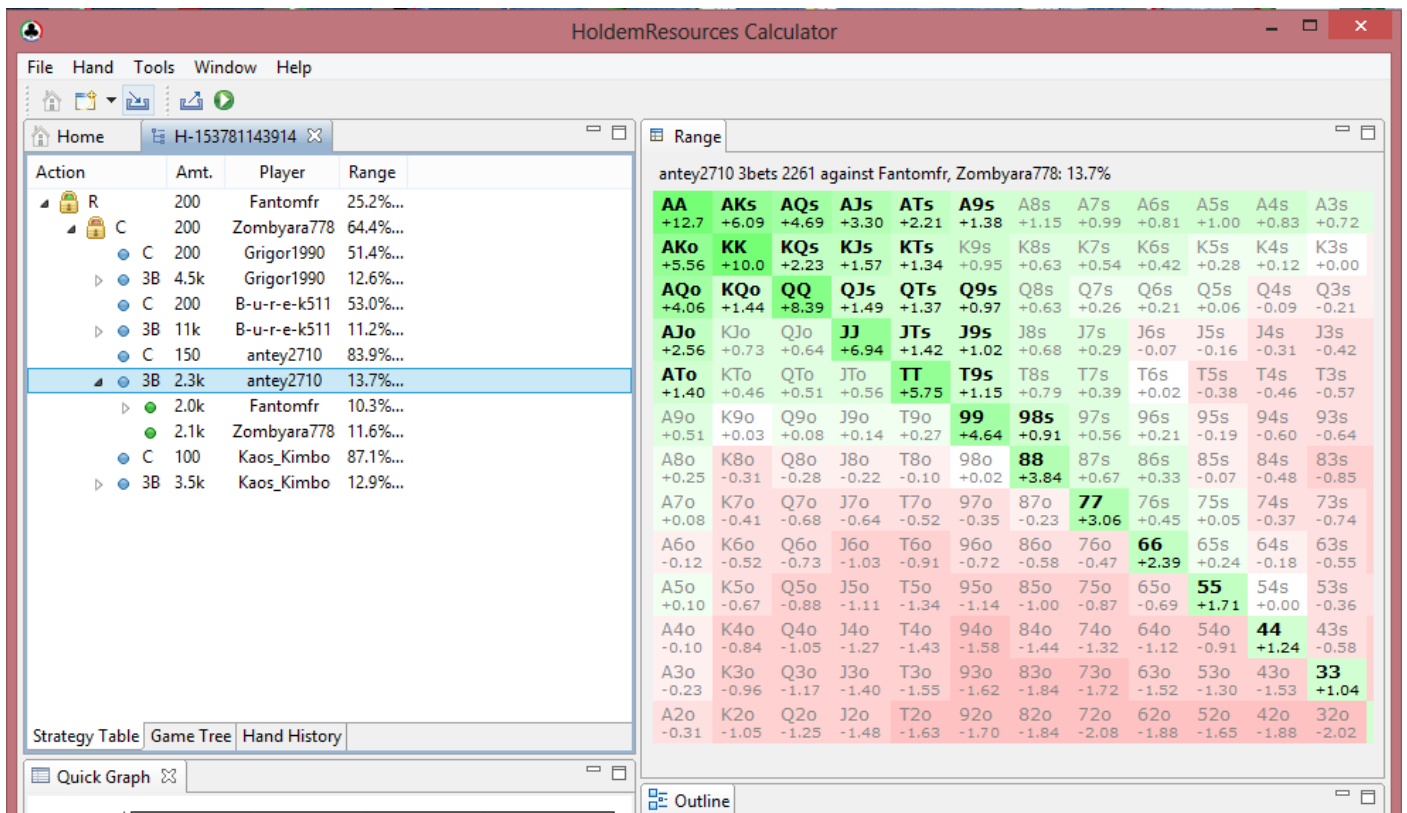 HoldemResources Calculator
File Hand Tools Window Help
Home H-153781143914
Action Amt. Player Range
R 200 Fantomfr 25.2%...
C 200 Zombyara778 64.4%...
C 200 Grigor1990 51.4%...
3B 4.5k Grigor1990 12.6%...
C 200 B-u-r-e-k511 53.0%...
3B 11k B-u-r-e-k511 11.2%...
C 150 antey2710 83.9%...
3B 2.3k antey2710 13.7%...
2.0k Fantomfr 10.3%...
2.1k Zombyara778 11.6%...
C 100 Kaos_Kimbo 87.1%...
3B 3.5k Kaos_Kimbo 12.9%...
Strategy Table Game Tree Hand History
Quick Graph
Range
antey2710 3bets 2261 against Fantomfr, Zombyara778: 13.7%
AA AKs AQs AJs ATs A9s A8s A7s A6s A5s A4s A3s
+12.7 +6.09 +4.69 +3.30 +2.21 +1.38 +1.15 +0.99 +0.81 +1.00 +0.83 +0.72
AKo KK KQs KJs KTs K9s K8s K7s K6s K5s K4s K3s
+5.56 +10.0 +2.23 +1.57 +1.34 +0.95 +0.63 +0.54 +0.42 +0.28 +0.12 +0.00
AQo KQo QQ QJs QTs Q9s Q8s Q7s Q6s Q5s Q4s Q3s
+4.06 +1.44 +8.39 +1.49 +1.37 +0.97 +0.63 +0.26 +0.21 +0.06 -0.09 -0.21
AJo KJo QJo JJ JTs J9s J8s J7s J6s J5s J4s J3s
+2.56 +0.73 +0.64 +6.94 +1.42 +1.02 +0.68 +0.29 -0.07 -0.16 -0.31 -0.42
ATo KTo QTo JTo TT T9s T8s T7s T6s T5s T4s T3s
+1.40 +0.46 +0.51 +0.56 +5.75 +1.15 +0.79 +0.39 +0.02 -0.38 -0.46 -0.57
A9o K9o Q9o J9o T9o 99 98s 97s 96s 95s 94s 93s
+0.51 +0.03 +0.08 +0.14 +0.27 +4.64 +0.91 +0.56 +0.21 -0.19 -0.60 -0.64
A8o K8o Q8o J8o T8o 98o 88 87s 86s 85s 84s 83s
+0.25 -0.31 -0.28 -0.22 -0.10 +0.02 +3.84 +0.67 +0.33 -0.07 -0.48 -0.85
A7o K7o Q7o J7o T7o 97o 87o 77 76s 75s 74s 73s
+0.08 -0.41 -0.68 -0.64 -0.52 -0.35 -0.23 +3.06 +0.45 +0.05 -0.37 -0.74
A6o K6o Q6o J6o T6o 96o 86o 76o 66 65s 64s 63s
-0.12 -0.52 -0.73 -1.03 -0.91 -0.72 -0.58 -0.47 +2.39 +0.24 -0.18 -0.55
A5o K5o Q5o J5o T5o 95o 85o 75o 65o 55 54s 53s
+0.10 -0.67 -0.88 -1.11 -1.34 -1.14 -1.00 -0.87 -0.69 +1.71 +0.00 -0.36
A4o K4o Q4o J4o T4o 94o 84o 74o 64o 54o 44 43s
-0.10 -0.84 -1.05 -1.27 -1.43 -1.58 -1.44 -1.32 -1.12 -0.91 +1.24 -0.58
A3o K3o Q3o J3o T3o 93o 83o 73o 63o 53o 43o 33
-0.23 -0.96 -1.17 -1.40 -1.55 -1.62 -1.84 -1.72 -1.52 -1.30 -1.53 +1.04
A2o K2o Q2o J2o T2o 92o 82o 72o 62o 52o 42o 32o
-0.31 -1.05 -1.25 -1.48 -1.63 -1.70 -1.84 -2.08 -1.88 -1.65 -1.88 -2.02
Outline